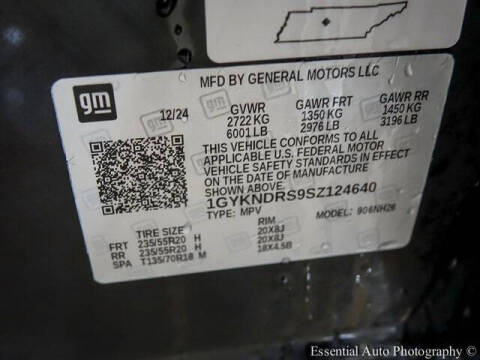 MFD BY GENERAL MOTORS LLC
gm
12/24
GVWR GAWR FRT GAWR RR
2722 KG 1350 KG 1450 KG
6001 LB 2976 LB 3196 LB
THIS VEHICLE CONFORMS TO ALL
APPLICABLE U.S. FEDERAL MOTOR
VEHICLE SAFETY STANDARDS IN EFFECT
ON THE DATE OF MANUFACTURE
SHOWN ABOVE.
1GYKNDRS9SZ124640
TYPE: MPV MODEL: 906NH26
TIRE SIZE RIM
FRT 235/55R20 H 20X8J
RR 235/55R20 H 20X8J
SPA T135/70R18 M 18X4.5B
Essential Auto Photography ©